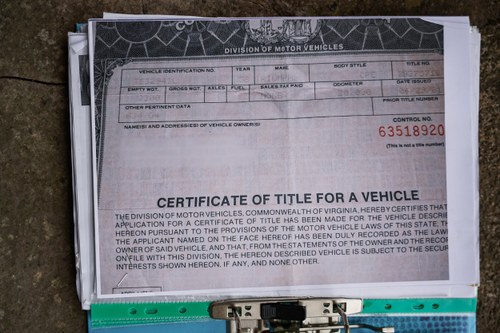 DIVISION OF MOTOR VEHICLES
VEHICLE IDENTIFICATION NO. YEAR MAKE BODY STYLE TITLE NO.
EMPTY WGT. GROSS WGT. AXLES FUEL SALES TAX PAID ODOMETER DATE ISSUED
OTHER PERTINENT DATA PRIOR TITLE NUMBER
NAME(S) AND ADDRESS(ES) OF VEHICLE OWNER(S)
CONTROL NO.
63518920
(This is not a title number)
CERTIFICATE OF TITLE FOR A VEHICLE
THE DIVISION OF MOTOR VEHICLES, COMMONWEALTH OF VIRGINIA, HEREBY CERTIFIES THAT
APPLICATION FOR A CERTIFICATE OF TITLE HAS BEEN MADE FOR THE VEHICLE DESCRIB
HEREON PURSUANT TO THE PROVISIONS OF THE MOTOR VEHICLE LAWS OF THIS STATE, TH
THE APPLICANT NAMED ON THE FACE HEREOF HAS BEEN DULY RECORDED AS THE LAW
OWNER OF SAID VEHICLE, AND THAT, FROM THE STATEMENTS OF THE OWNER AND THE RECOR
ON FILE WITH THIS DIVISION, THE HEREON DESCRIBED VEHICLE IS SUBJECT TO THE SECUR
INTERESTS SHOWN HEREON, IF ANY, AND NONE OTHER.